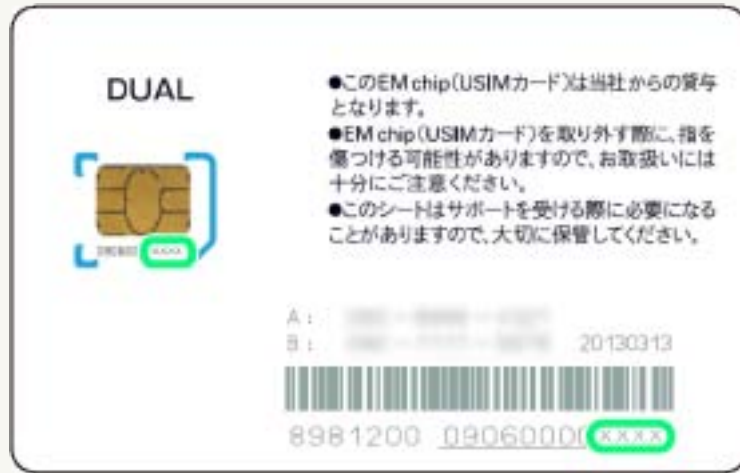 DUAL
●このEM chip(USIMカード)は当社からの貸与
となります。
●EM chip(USIMカード)を取り外す際に、指を
傷つける可能性がありますので、お取扱いには
十分にご注意ください。
●このシートはサポートを受ける際に必要になる
ことがありますので、大切に保管してください。
XXXX
A:
B: 20130313
8981200 09060000 XXXX